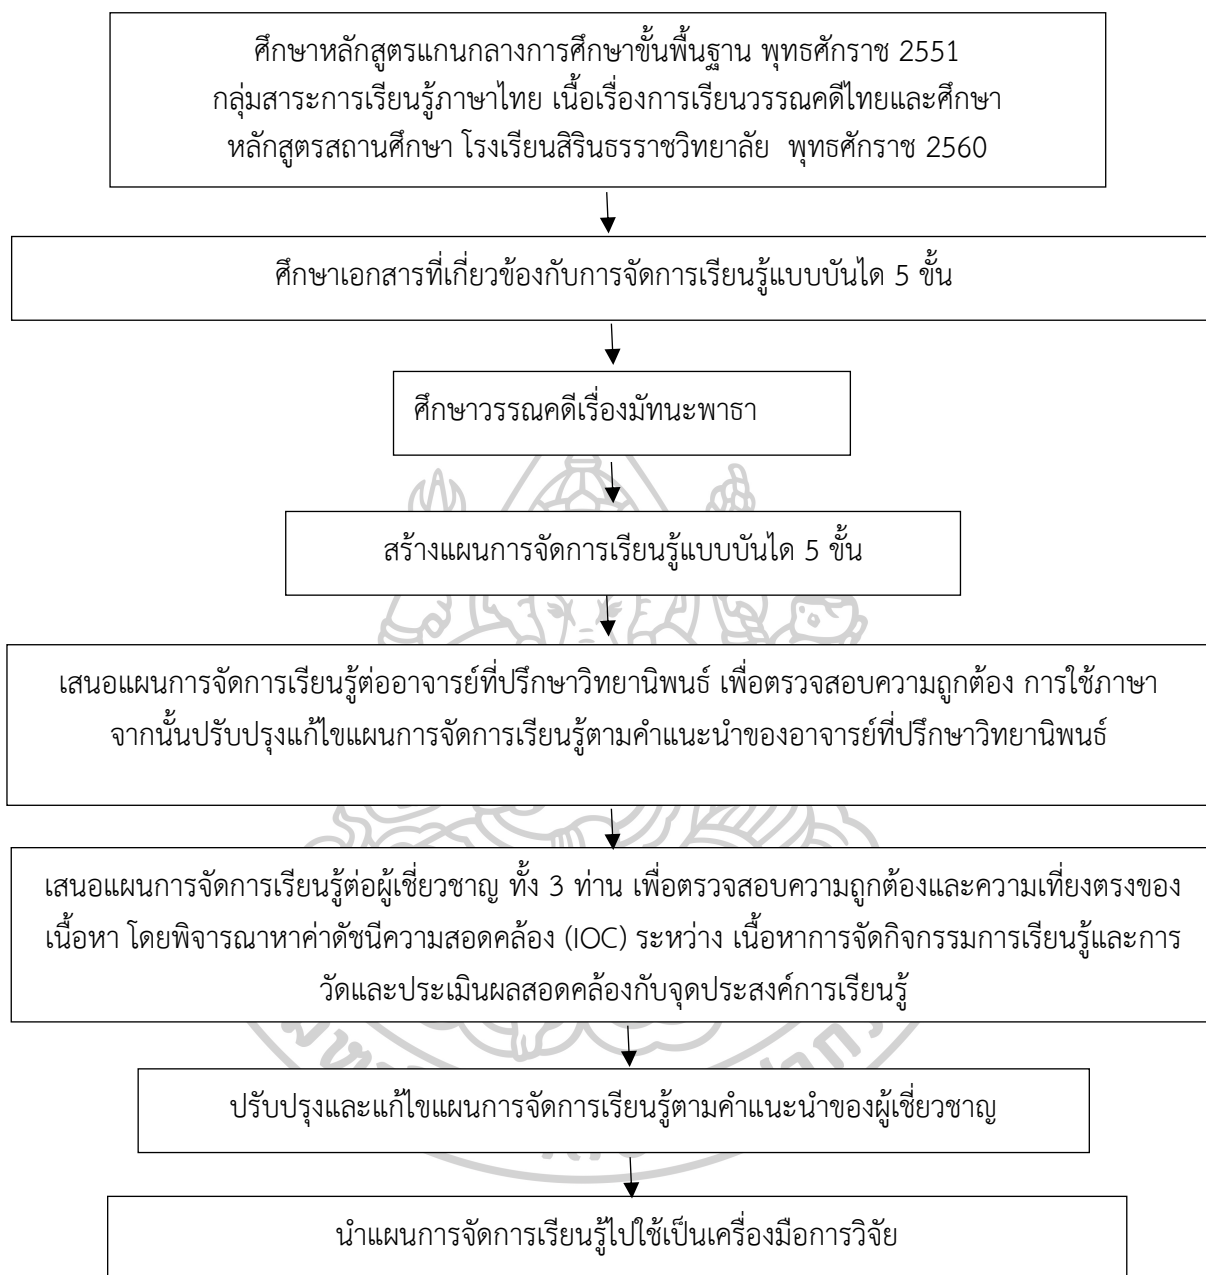 ศึกษาหลักสูตรแกนกลางการศึกษาขั้นพื้นฐาน พุทธศักราช 2551
กลุ่มสาระการเรียนรู้ภาษาไทย เนื้อเรื่องการเรียนวรรณคดีไทยและศึกษา
หลักสูตรสถานศึกษา โรงเรียนสิรินธรราชวิทยาลัย พุทธศักราช 2560
ศึกษาเอกสารที่เกี่ยวข้องกับการจัดการเรียนรู้แบบบันได 5 ขั้น
ศึกษาวรรณคดีเรื่องมัทนะพาธา
สร้างแผนการจัดการเรียนรู้แบบบันได 5 ขั้น
เสนอแผนการจัดการเรียนรู้ต่ออาจารย์ที่ปรึกษาวิทยานิพนธ์ เพื่อตรวจสอบความถูกต้อง การใช้ภาษา
จากนั้นปรับปรุงแก้ไขแผนการจัดการเรียนรู้ตามคำแนะนำของอาจารย์ที่ปรึกษาวิทยานิพนธ์
เสนอแผนการจัดการเรียนรู้ต่อผู้เชี่ยวชาญ ทั้ง 3 ท่าน เพื่อตรวจสอบความถูกต้องและความเที่ยงตรงของ
เนื้อหา โดยพิจารณาหาค่าดัชนีความสอดคล้อง (IOC) ระหว่าง เนื้อหาการจัดกิจกรรมการเรียนรู้และการ
วัดและประเมินผลสอดคล้องกับจุดประสงค์การเรียนรู้
ปรับปรุงและแก้ไขแผนการจัดการเรียนรู้ตามคำแนะนำของผู้เชี่ยวชาญ
นำแผนการจัดการเรียนรู้ไปใช้เป็นเครื่องมือการวิจัย